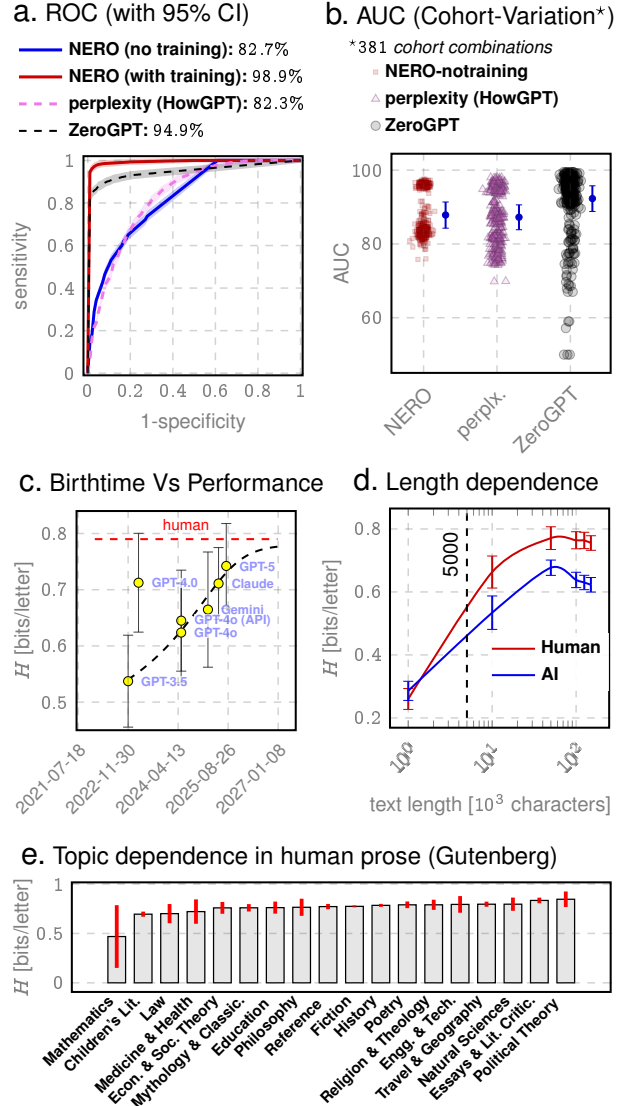 a. ROC (with 95% CI)
NERO (no training): 82.7%
NERO (with training): 98.9%
perplexity (HowGPT): 82.3%
ZeroGPT: 94.9%
1
0.8
0.6
0.4
0.2
0
sensitivity
0 0.2 0.4 0.6 0.8 1
1-specificity
b. AUC (Cohort-Variation*)
*381 cohort combinations
NERO-notraining
perplexity (HowGPT)
ZeroGPT
100
80
60
AUC
NERO
perplx.
ZeroGPT
c. Birthtime Vs Performance
human
0.8
0.7
0.6
0.5
H [bits/letter]
GPT-5
GPT-4.0
Claude
Gemini
GPT-4o (API)
GPT-4o
GPT-3.5
2021-07-18
2022-11-30
2024-04-13
2025-08-26
2027-01-08
d. Length dependence
0.8
0.6
0.4
0.2
H [bits/letter]
5000
Human
AI
10⁰
10¹
10²
text length [10³ characters]
e. Topic dependence in human prose (Gutenberg)
1
0.5
0
H [bits/letter]
Mathematics
Children's Lit.
Law
Medicine & Health
Econ. & Soc. Theory
Mythology & Classic.
Education
Philosophy
Reference
Fiction
History
Poetry
Religion & Theology
Engg. & Tech.
Travel & Geography
Natural Sciences
Essays & Lit. Critic.
Political Theory